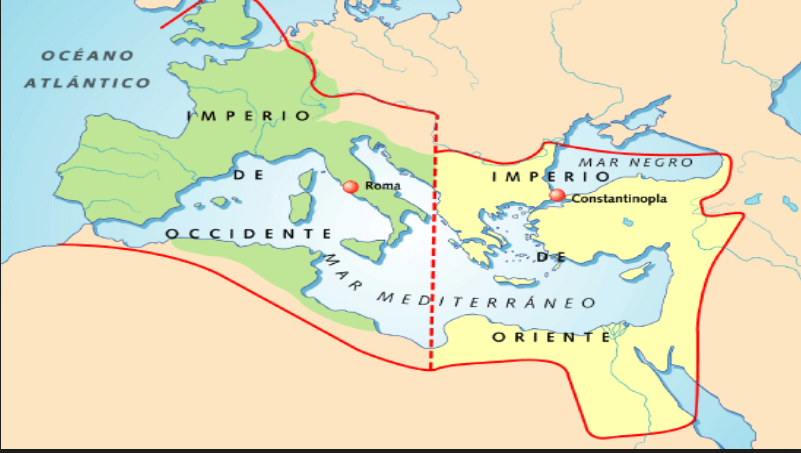 OCÉANO
ATLÁNTICO
IMPERIO
DE
OCCIDENTE
Roma
MAR MEDITERRÁNEO
MAR NEGRO
IMPERIO
Constantinopla
DE
ORIENTE